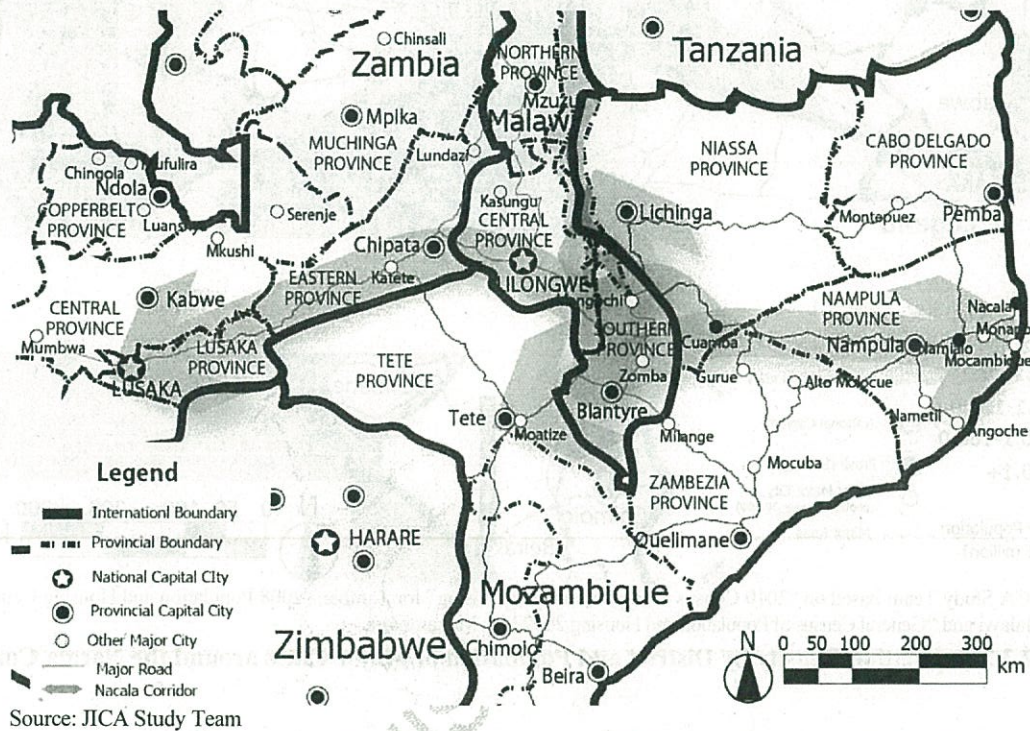 Chinsali
Zambia
NORTHERN
PROVINCE
Tanzania
Mpika
Mzuzu
Malaw
MUCHINGA
PROVINCE
Lundazi
NIASSA
PROVINCE
CABO DELGADO
PROVINCE
Chingola
Mufulira
Ndola
COPPERBELT
PROVINCE
Luans
Serenje
Mkushi
Kasungu
CENTRAL
PROVINCE
Lichinga
Montepuez
Pemba
Chipata
Katete
EASTERN
PROVINCE
LILONGWE
Kabwe
CENTRAL
PROVINCE
Mumbwa
LUSAKA
PROVINCE
LUSAKA
TETE
PROVINCE
SOUTHERN
PROVINCE
Cuamba
NAMPULA
PROVINCE
Nacala
Monapo
Nampula
Namialo
Mocambique
Zomba
Gurue
Alto Molocue
Blantyre
Nametil
Angoche
Tete
Moatize
Milange
Mocuba
ZAMBEZIA
PROVINCE
Quelimane
HARARE
Mozambique
Zimbabwe
Chimoio
Beira
Legend
Internationl Boundary
Provincial Boundary
National Capital City
Provincial Capital City
Other Major City
Major Road
Nacala Corridor
N
0 50 100 200 300
km
Source: JICA Study Team